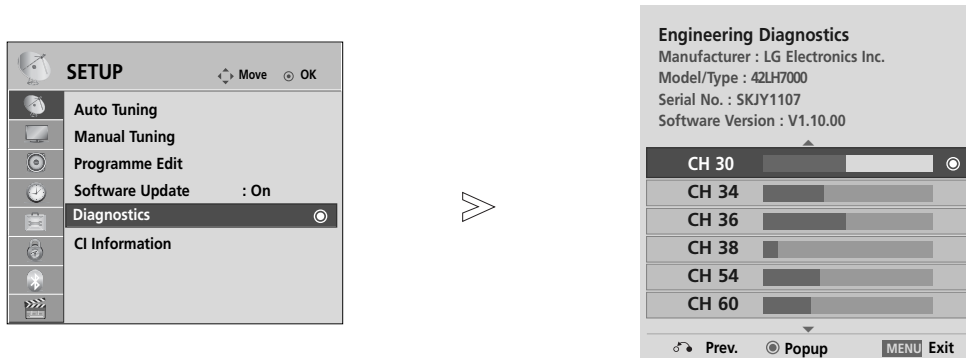 SETUP
Move OK
Auto Tuning
Manual Tuning
Programme Edit
Software Update : On
Diagnostics
CI Information
Engineering Diagnostics
Manufacturer : LG Electronics Inc.
Model/Type : 42LH7000
Serial No. : SKJY1107
Software Version : V1.10.00
CH 30
CH 34
CH 36
CH 38
CH 54
CH 60
Prev. Popup MENU Exit